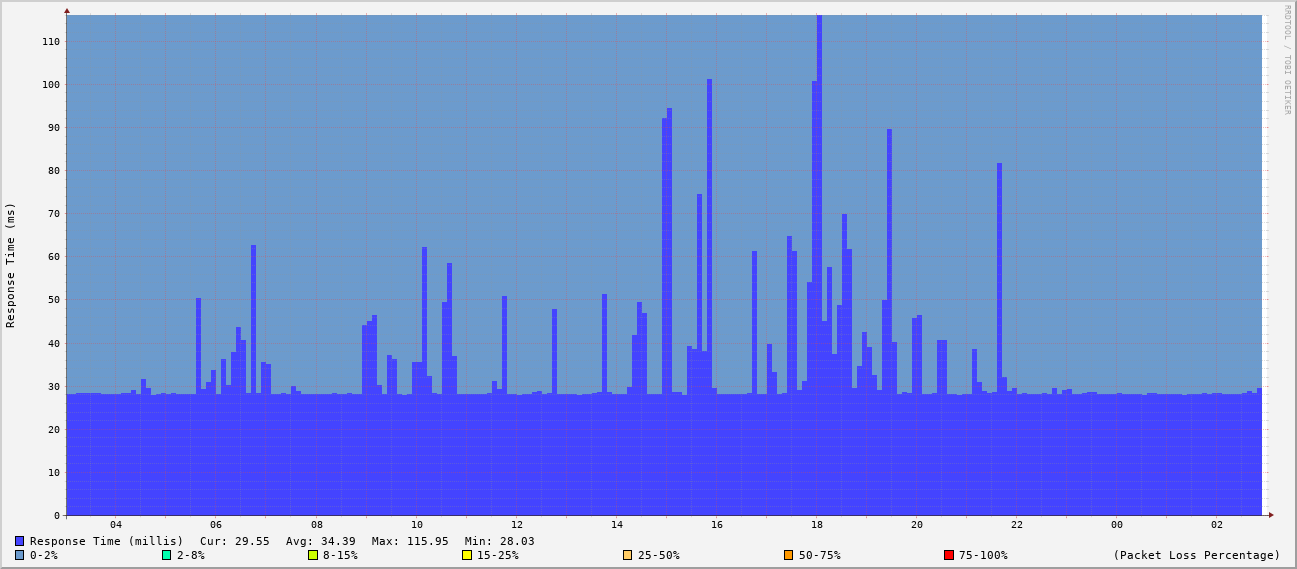 RRDTOOL / TOBI OETIKER
Response Time (ms)
110
100
90
80
70
60
50
40
30
20
10
0
04 06 08 10 12 14 16 18 20 22 00 02
Response Time (millis) Cur: 29.55 Avg: 34.39 Max: 115.95 Min: 28.03
0-2% 2-8% 8-15% 15-25% 25-50% 50-75% 75-100% (Packet Loss Percentage)